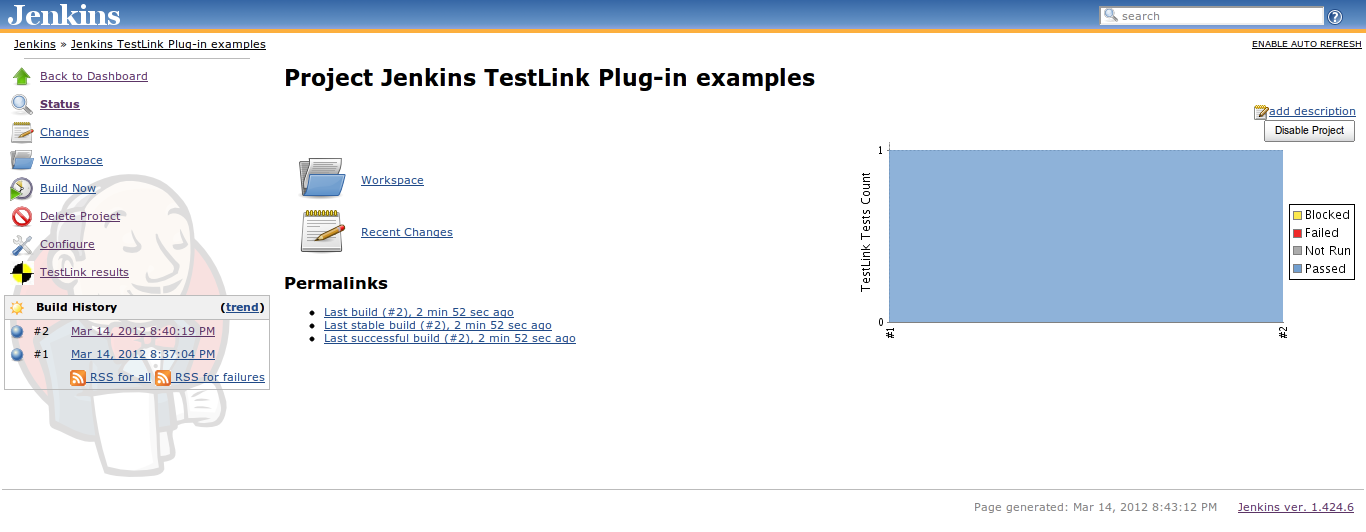 Jenkins
search
Jenkins » Jenkins TestLink Plug-in examples
ENABLE AUTO REFRESH
Back to Dashboard
Status
Changes
Workspace
Build Now
Delete Project
Configure
TestLink results
Build History (trend)
#2 Mar 14, 2012 8:40:19 PM
#1 Mar 14, 2012 8:37:04 PM
RSS for all RSS for failures
Project Jenkins TestLink Plug-in examples
add description
Disable Project
Workspace
Recent Changes
Permalinks
Last build (#2), 2 min 52 sec ago
Last stable build (#2), 2 min 52 sec ago
Last successful build (#2), 2 min 52 sec ago
TestLink Tests Count
1
0
#1
#2
Blocked
Failed
Not Run
Passed
Page generated: Mar 14, 2012 8:43:12 PM Jenkins ver. 1.424.6